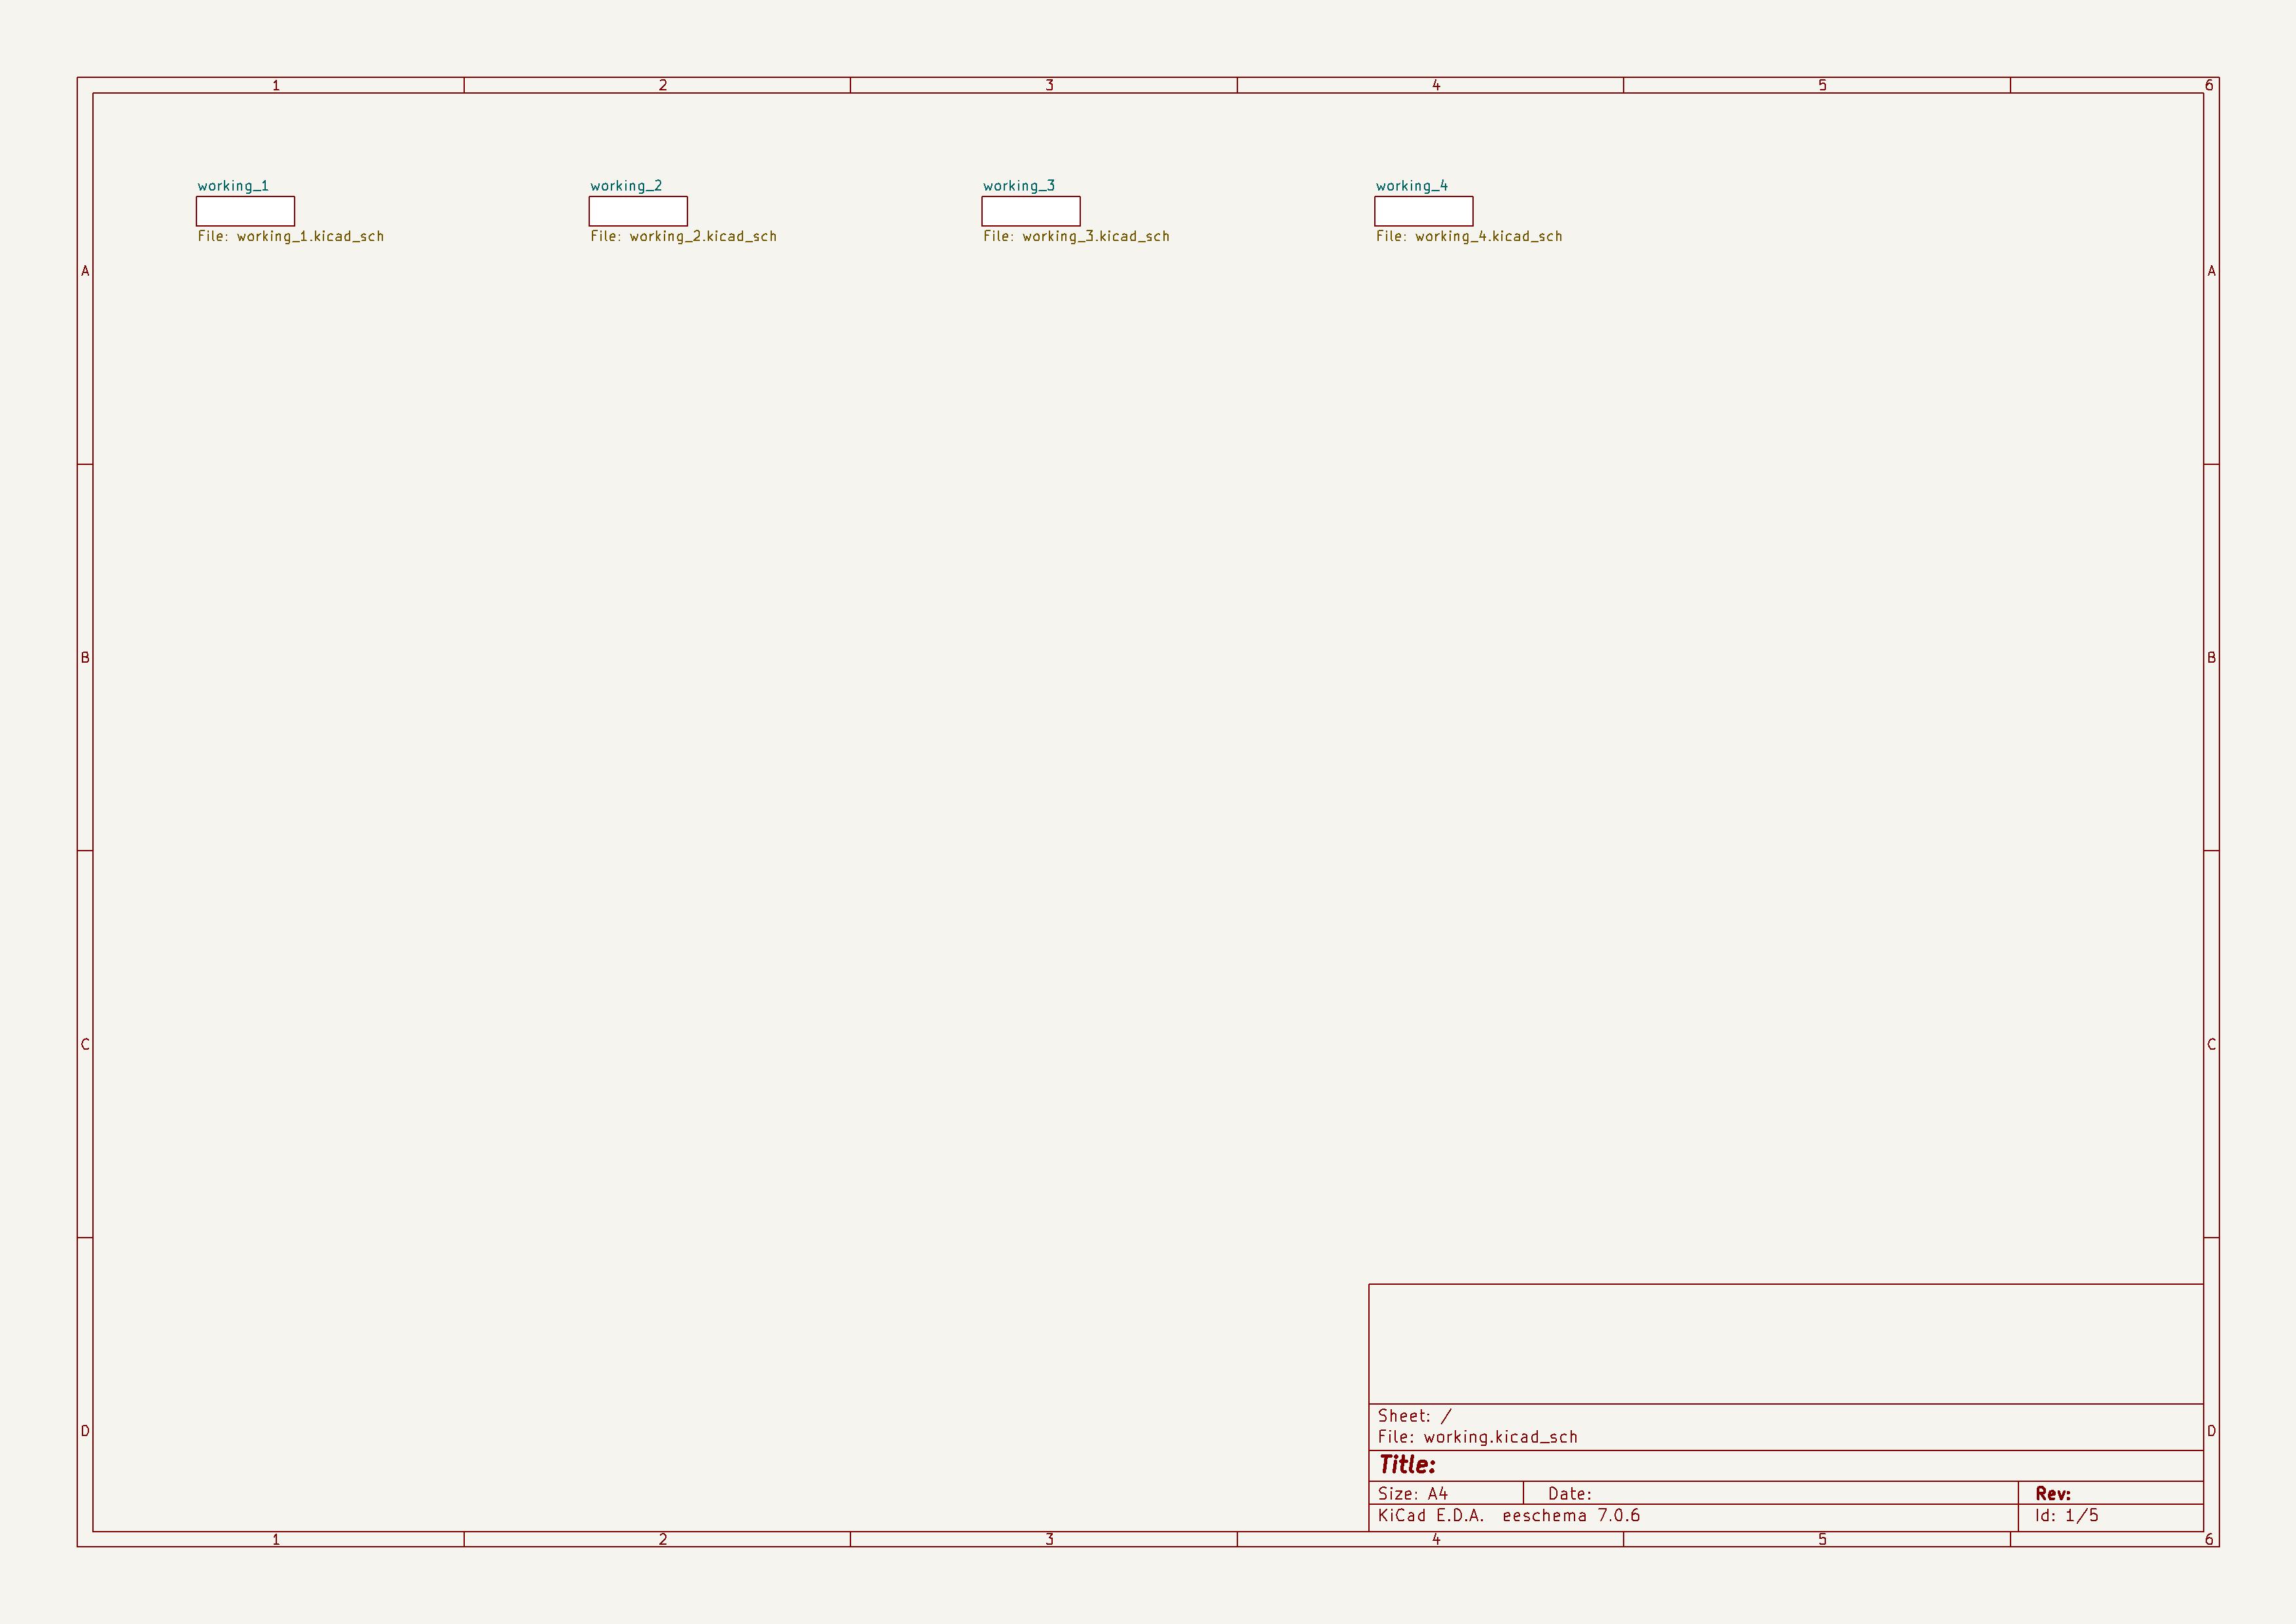 1 2 3 4 5 6
working_1 working_2 working_3 working_4
File: working_1.kicad_sch File: working_2.kicad_sch File: working_3.kicad_sch File: working_4.kicad_sch
A A
B B
C C
Sheet: /
D D
File: working.kicad_sch
Title:
Size: A4 Date: Rev:
KiCad E.D.A. eeschema 7.0.6 Id: 1/5
1 2 3 4 5 6